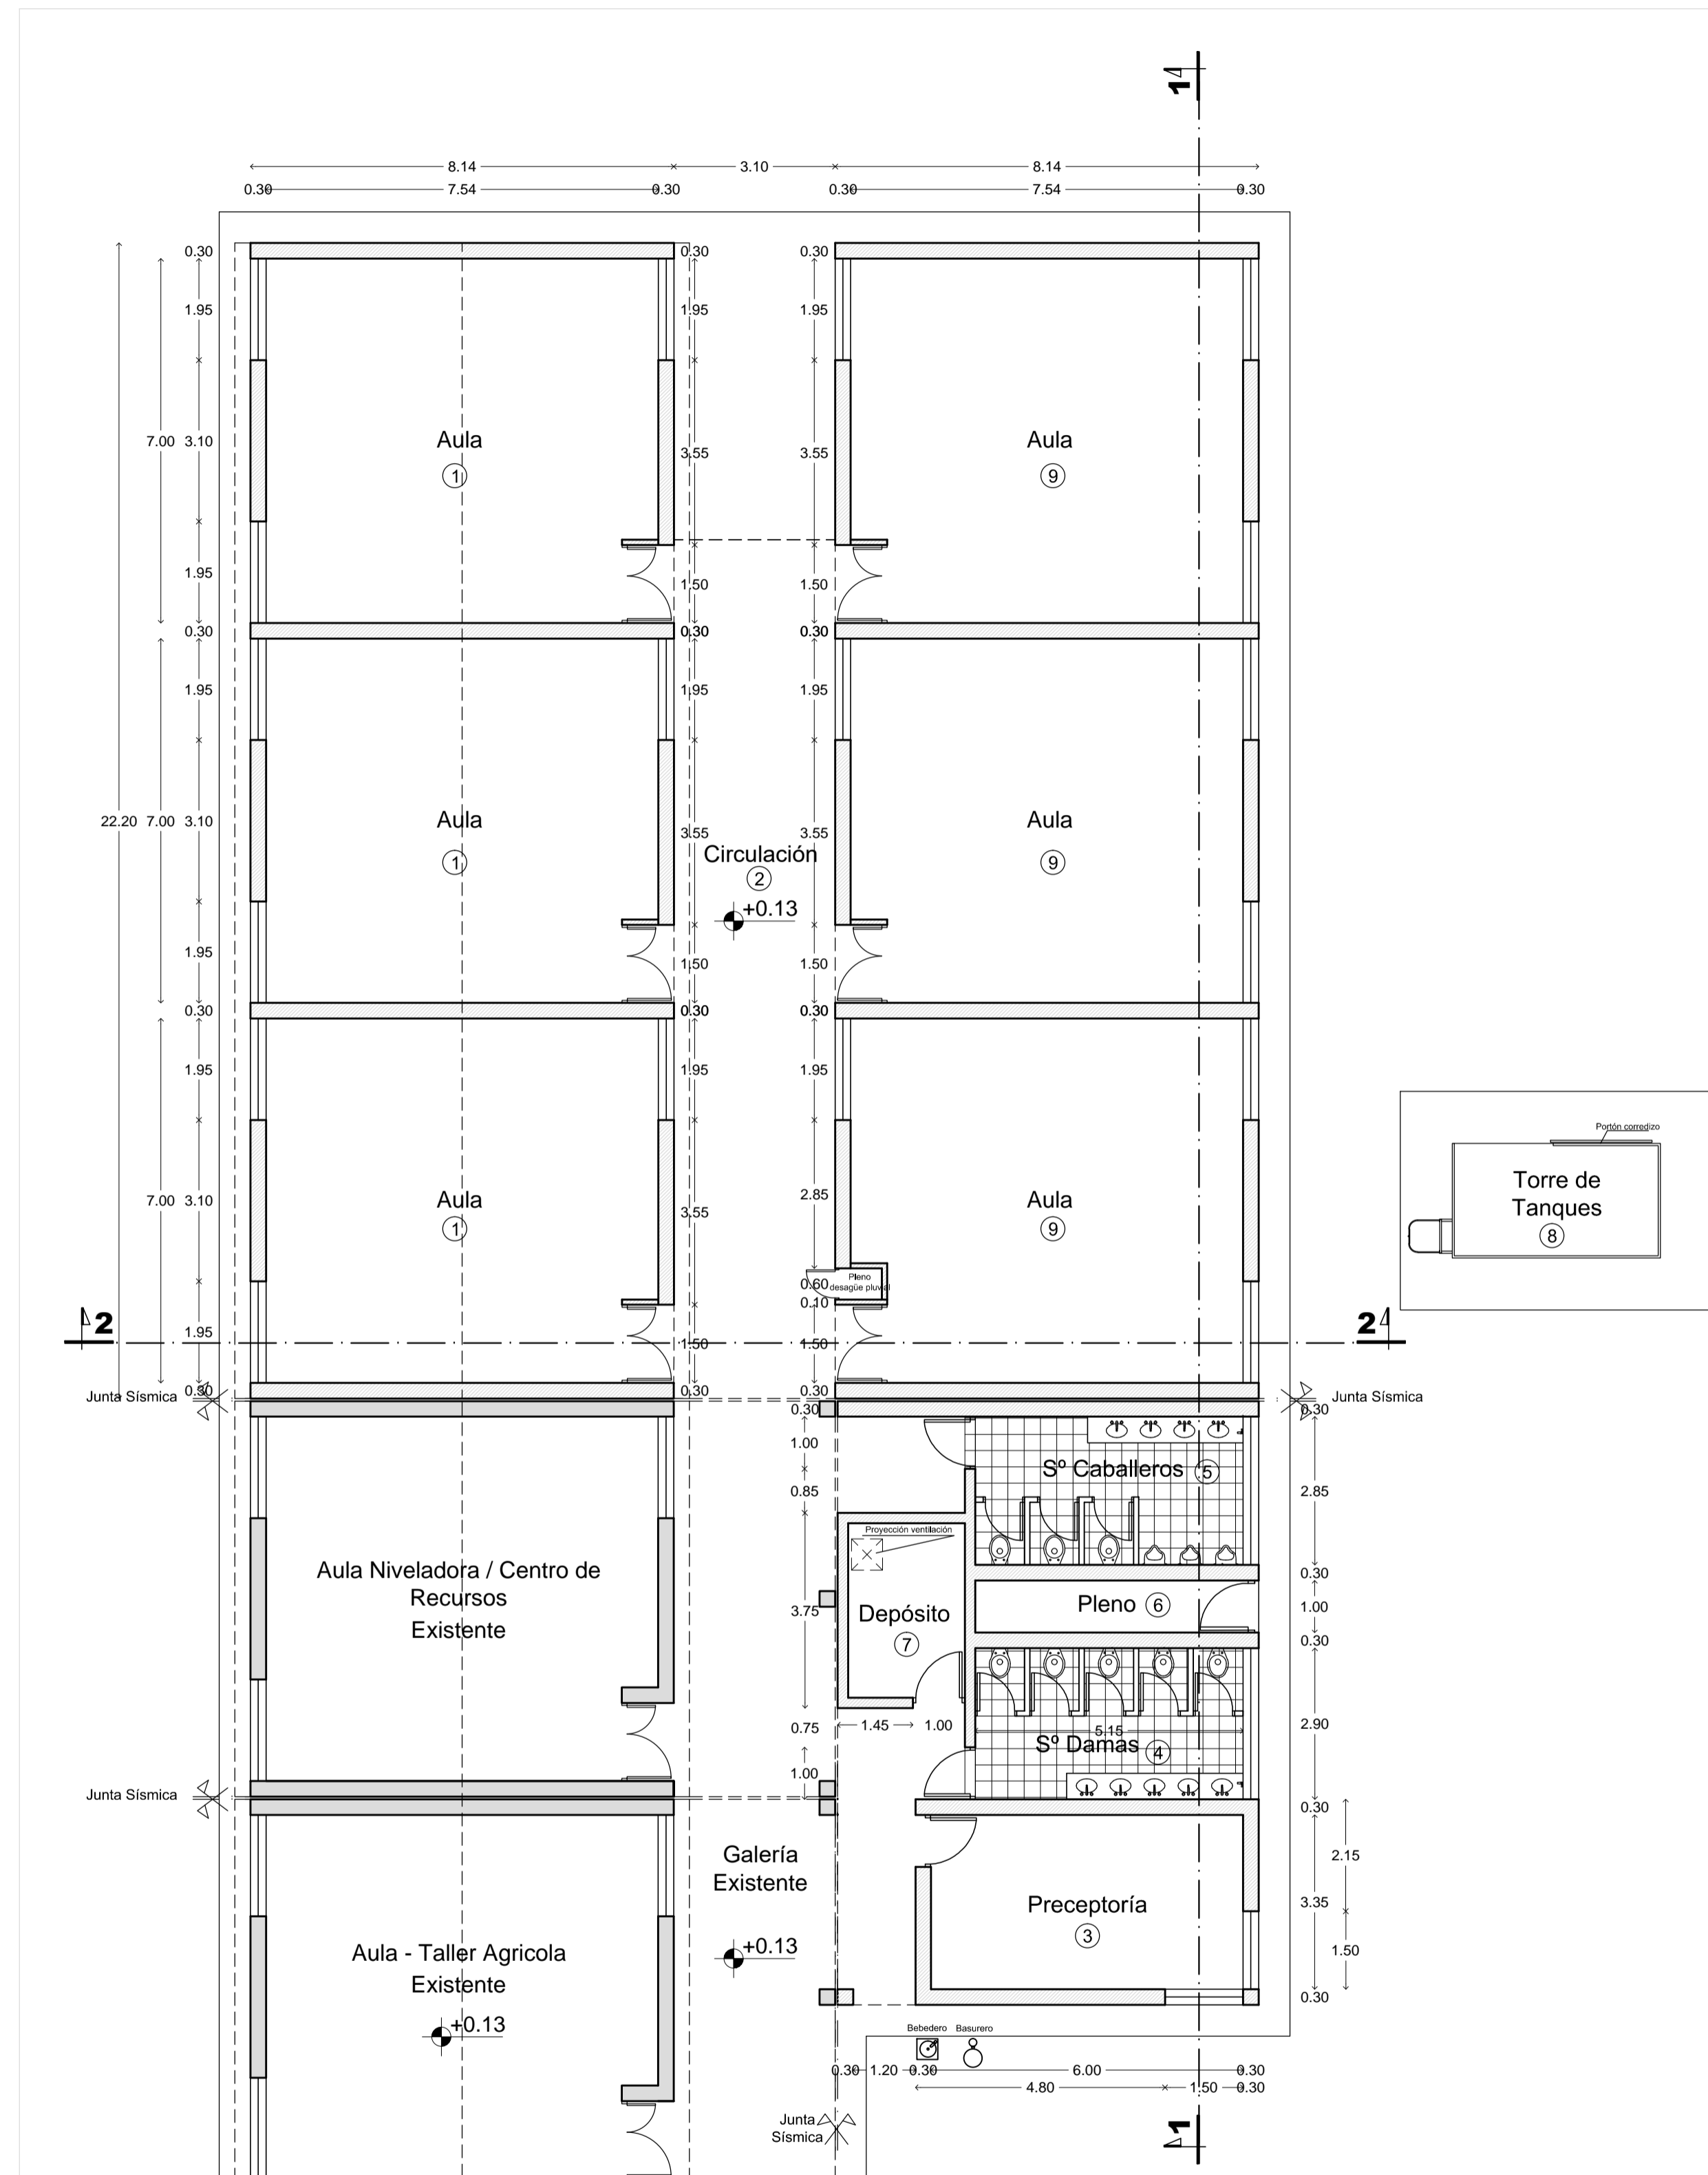 1
8.14 3.10 8.14
0.30 7.54 0.30 0.30 7.54 0.30
0.30 0.30 0.30
1.95 1.95 1.95
Aula Aula
7.00 3.10 3.55 3.55
1 9
1.95 1.50 1.50
0.30 0.30 0.30
1.95 1.95 1.95
Aula Aula
22.20 7.00 3.10 3.55 3.55
Circulación
1 9
2
+0.13
1.95 1.50 1.50
0.30 0.30 0.30
1.95 1.95 1.95
Portón corredizo
Torre de
Tanques
8
2.85
Aula Aula
7.00 3.10 3.55
1 9
Pleno
desagüe pluvial
0.60
0.10
2 2
1.95 1.50 1.50
0.30 0.30 0.30
Junta Sísmica Junta Sísmica
0.30 0.30
1.00
Sº Caballeros 5
0.85 2.85
Proyección ventilación
Aula Niveladora / Centro de
Recursos
Existente
0.30
Pleno 6
1.00
3.75
Depósito
7
0.30
0.75 1.45 1.00 5.15 2.90
Sº Damas 4
1.00
Junta Sísmica
0.30
Galería
Existente
2.15
Preceptoría
3
3.35
+0.13
1.50
Aula - Taller Agricola
Existente
+0.13
0.30
Bebedero Basurero
0.30 1.20 0.30 6.00 0.30
4.80 1.50 0.30
Junta
Sísmica
1